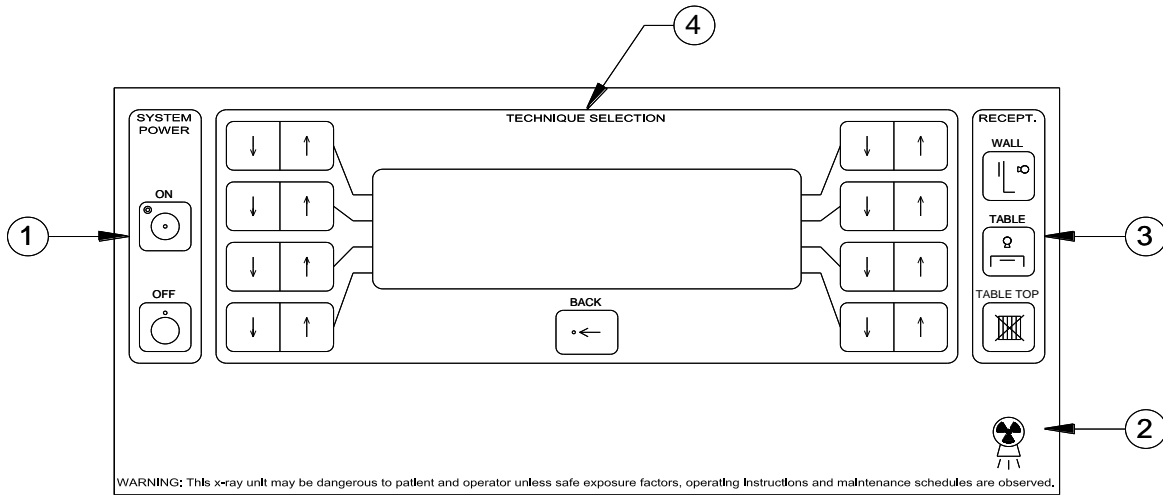 4
SYSTEM
POWER
TECHNIQUE SELECTION
RECEPT.
WALL
ON
1
TABLE
3
OFF
BACK
TABLE TOP
2
WARNING: This x-ray unit may be dangerous to patient and operator unless safe exposure factors, operating instructions and maintenance schedules are observed.